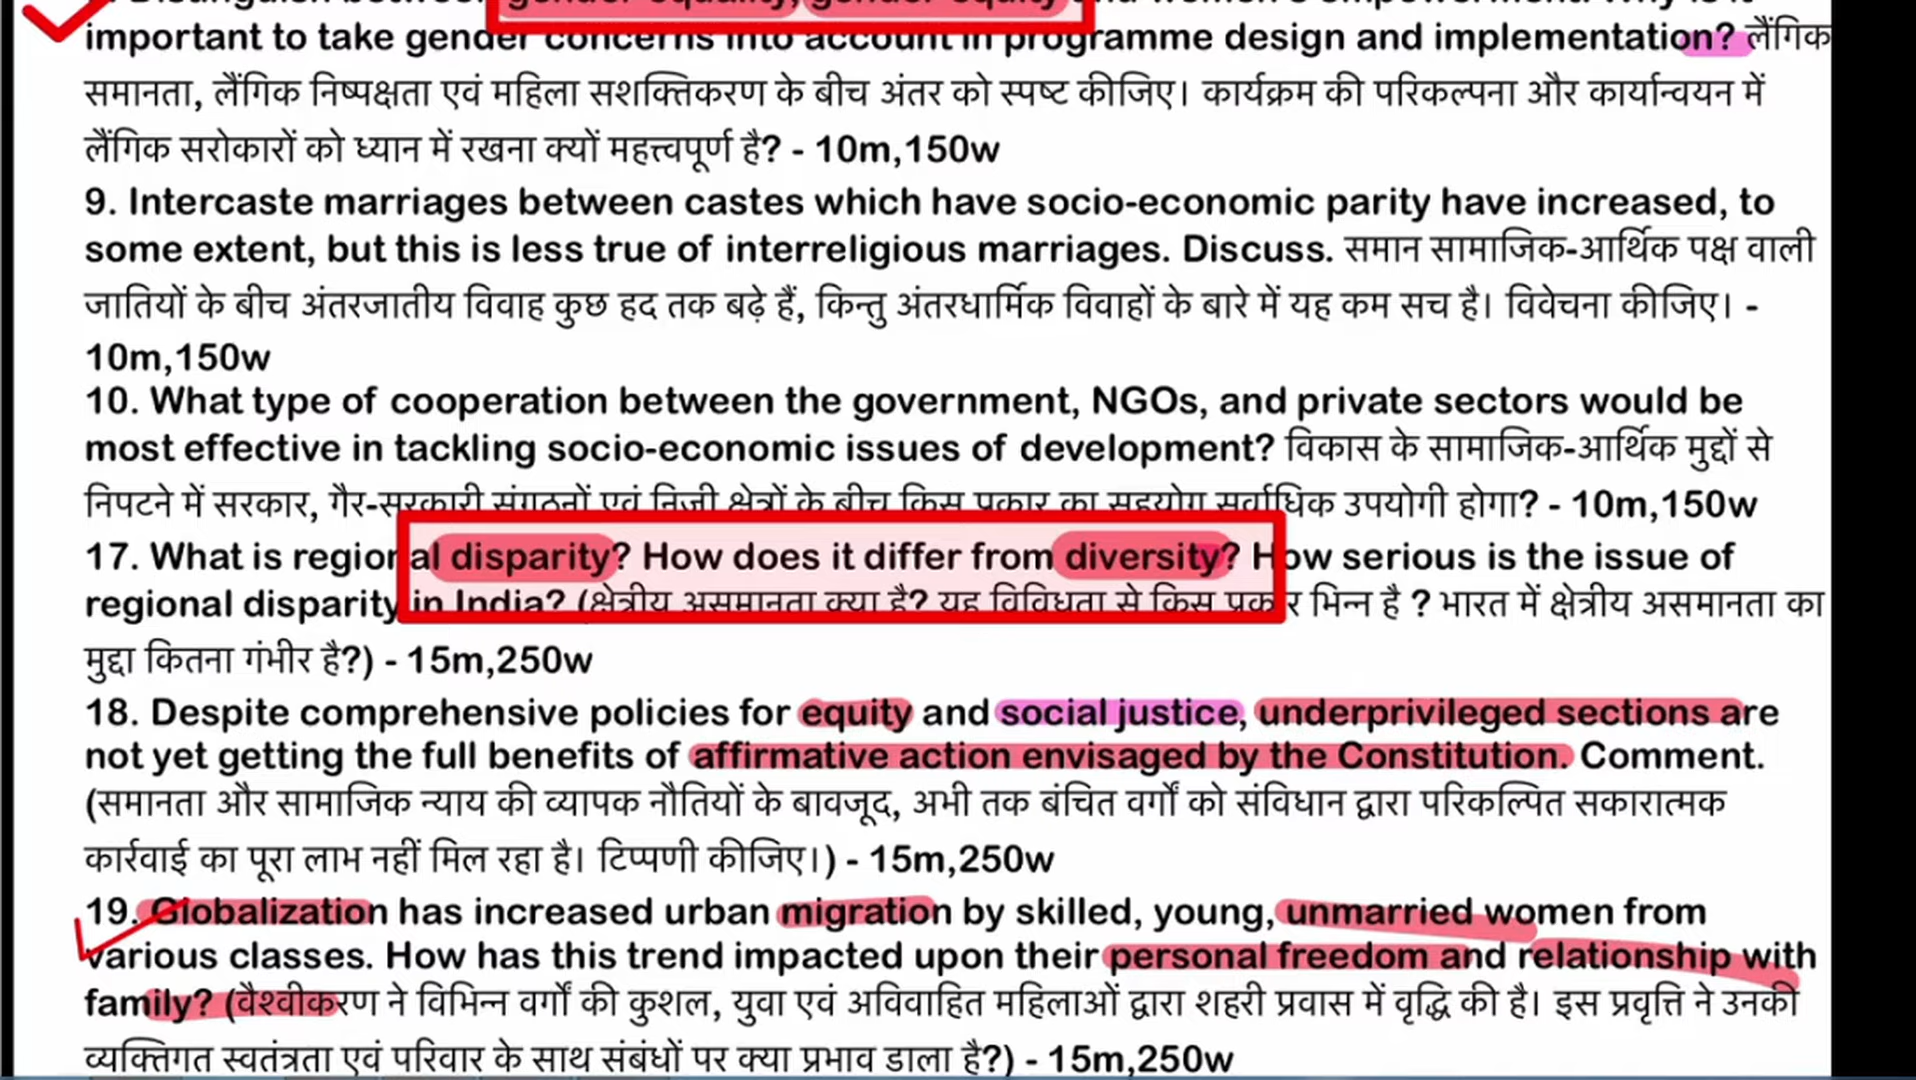 gender equality, gender equity and women's empowerment. Why is it
important to take gender concerns into account in programme design and implementation? लैंगिक
समानता, लैंगिक निष्पक्षता एवं महिला सशक्तिकरण के बीच अंतर को स्पष्ट कीजिए। कार्यक्रम की परिकल्पना और कार्यान्वयन में
लैंगिक सरोकारों को ध्यान में रखना क्यों महत्त्वपूर्ण है? - 10m,150w
9. Intercaste marriages between castes which have socio-economic parity have increased, to
some extent, but this is less true of interreligious marriages. Discuss. समान सामाजिक-आर्थिक पक्ष वाली
जातियों के बीच अंतरजातीय विवाह कुछ हद तक बढ़े हैं, किन्तु अंतरधार्मिक विवाहों के बारे में यह कम सच है। विवेचना कीजिए। -
10m,150w
10. What type of cooperation between the government, NGOs, and private sectors would be
most effective in tackling socio-economic issues of development? विकास के सामाजिक-आर्थिक मुद्दों से
निपटने में सरकार, गैर-सरकारी संगठनों एवं निजी क्षेत्रों के बीच किस प्रकार का सहयोग सर्वाधिक उपयोगी होगा? - 10m,150w
17. What is regional disparity? How does it differ from diversity? How serious is the issue of
regional disparity in India? (क्षेत्रीय असमानता क्या है? यह विविधता से किस प्रकार भिन्न है ? भारत में क्षेत्रीय असमानता का
मुद्दा कितना गंभीर है?) - 15m,250w
18. Despite comprehensive policies for equity and social justice, underprivileged sections are
not yet getting the full benefits of affirmative action envisaged by the Constitution. Comment.
(समानता और सामाजिक न्याय की व्यापक नीतियों के बावजूद, अभी तक बंचित वर्गों को संविधान द्वारा परिकल्पित सकारात्मक
कार्रवाई का पूरा लाभ नहीं मिल रहा है। टिप्पणी कीजिए।) - 15m,250w
19. Globalization has increased urban migration by skilled, young, unmarried women from
various classes. How has this trend impacted upon their personal freedom and relationship with
family? (वैश्वीकरण ने विभिन्न वर्गों की कुशल, युवा एवं अविवाहित महिलाओं द्वारा शहरी प्रवास में वृद्धि की है। इस प्रवृत्ति ने उनकी
व्यक्तिगत स्वतंत्रता एवं परिवार के साथ संबंधों पर क्या प्रभाव डाला है?) - 15m,250w